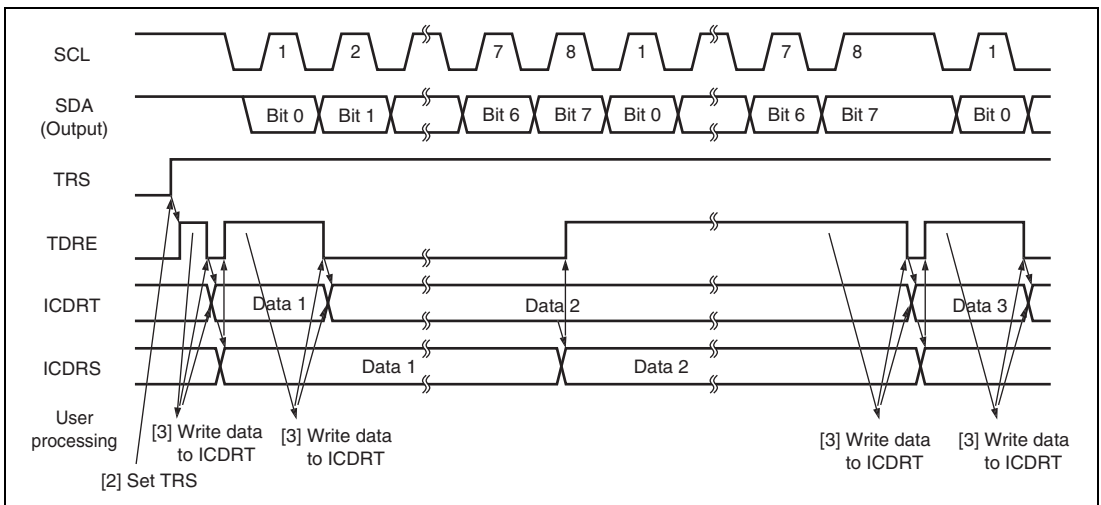 SCL 1 2 7 8 1 7 8 1
SDA
(Output)
Bit 0 Bit 1 Bit 6 Bit 7 Bit 0 Bit 6 Bit 7 Bit 0
TRS
TDRE
ICDRT Data 1 Data 2 Data 3
ICDRS Data 1 Data 2
User
processing
[3] Write data
to ICDRT
[3] Write data
to ICDRT
[3] Write data
to ICDRT
[3] Write data
to ICDRT
[2] Set TRS